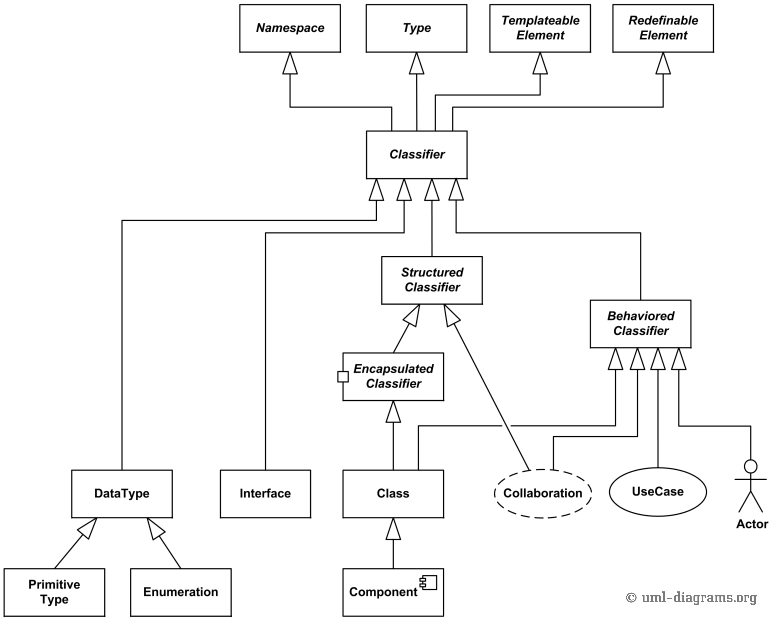 Namespace
Type
Templateable
Element
Redefinable
Element
Classifier
Structured
Classifier
Behaviored
Classifier
Encapsulated
Classifier
DataType
Interface
Class
Collaboration
UseCase
Actor
Primitive
Type
Enumeration
Component
© uml-diagrams.org